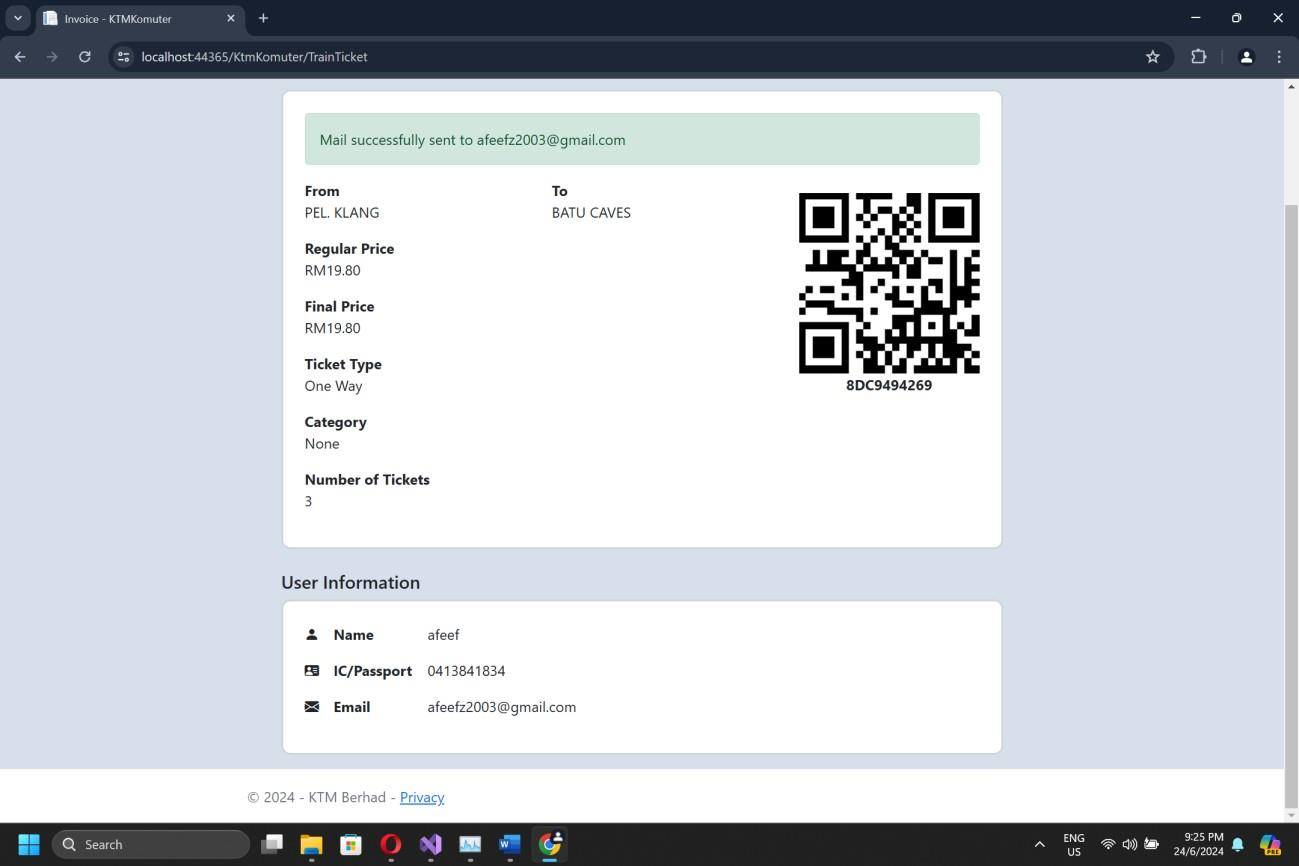 Invoice - KTMKomuter
localhost:44365/KtmKomuter/TrainTicket
Mail successfully sent to afeefz2003@gmail.com
From
PEL. KLANG
To
BATU CAVES
Regular Price
RM19.80
Final Price
RM19.80
Ticket Type
One Way
Category
None
Number of Tickets
3
8DC9494269
User Information
Name afeef
IC/Passport 0413841834
Email afeefz2003@gmail.com
© 2024 - KTM Berhad - Privacy
Search
ENG
US
9:25 PM
24/6/2024
PRE